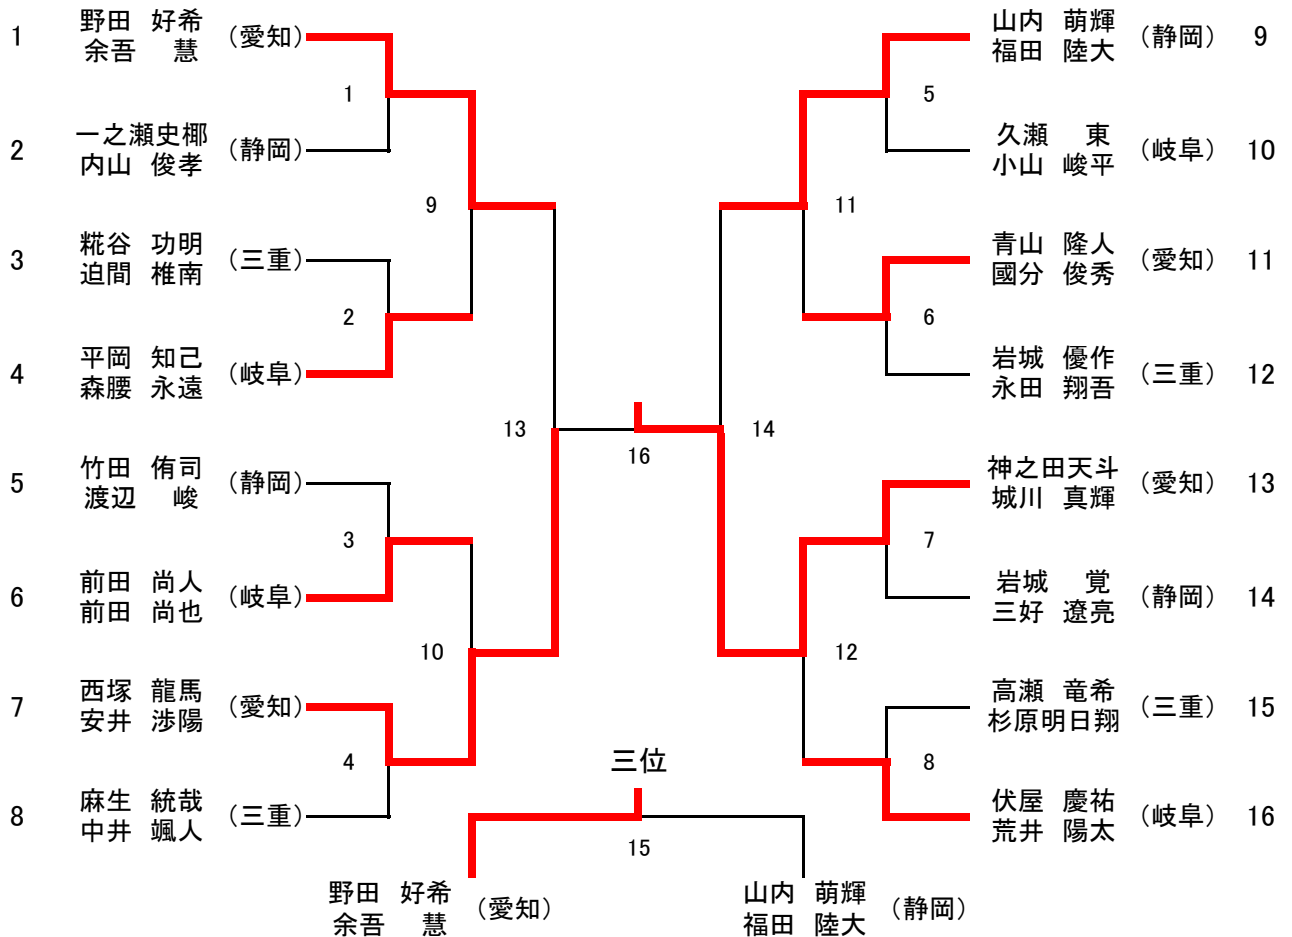 1 野田 好希 余吾 慧 (愛知)
2 一之瀬史椰 内山 俊孝 (静岡)
3 糀谷 功明 迫間 椎南 (三重)
4 平岡 知己 森腰 永遠 (岐阜)
5 竹田 侑司 渡辺 峻 (静岡)
6 前田 尚人 前田 尚也 (岐阜)
7 西塚 龍馬 安井 渉陽 (愛知)
8 麻生 統哉 中井 颯人 (三重)
1
2
3
4
9
10
13
16
14
11
12
5
6
7
8
山内 萌輝 福田 陸大 (静岡) 9
久瀬 東 小山 峻平 (岐阜) 10
青山 隆人 國分 俊秀 (愛知) 11
岩城 優作 永田 翔吾 (三重) 12
神之田天斗 城川 真輝 (愛知) 13
岩城 覚 三好 遼亮 (静岡) 14
高瀬 竜希 杉原明日翔 (三重) 15
伏屋 慶祐 荒井 陽太 (岐阜) 16
三位
15
野田 好希 余吾 慧 (愛知)
山内 萌輝 福田 陸大 (静岡)